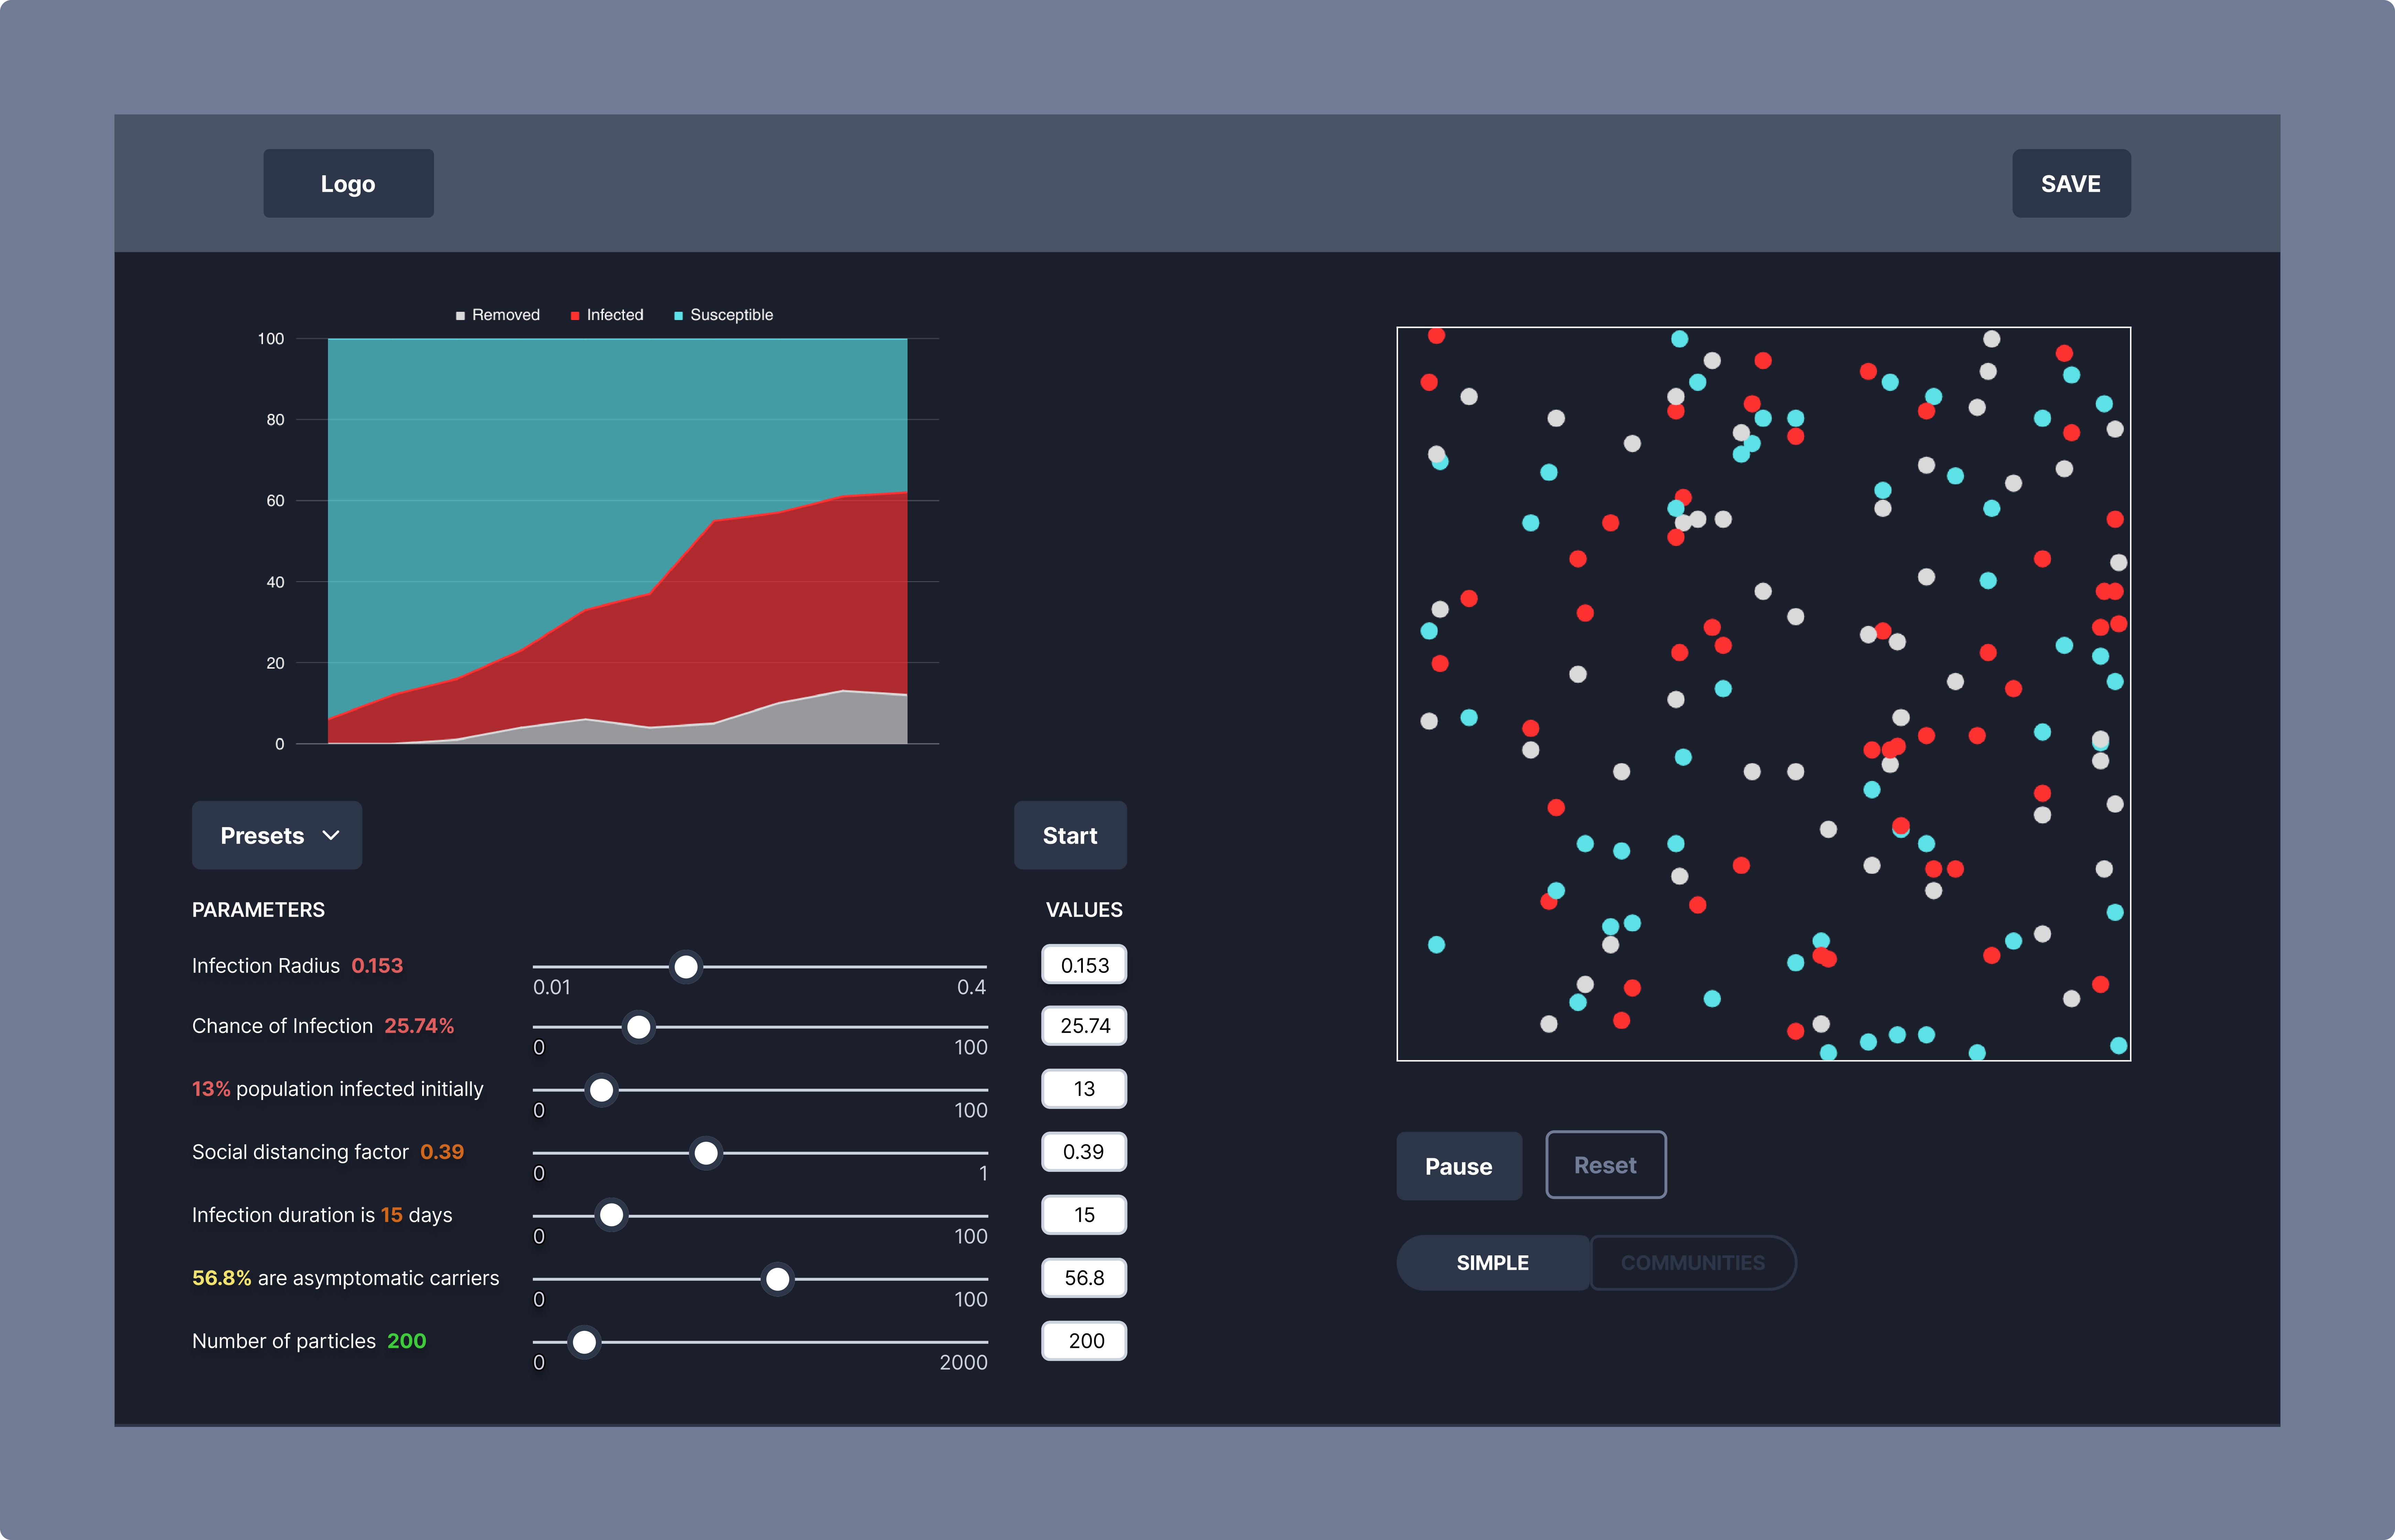 Logo
SAVE
Removed Infected Susceptible
100
80
60
40
20
0
Presets
Start
PARAMETERS
VALUES
Infection Radius 0.153
0.01 0.4
0.153
Chance of Infection 25.74%
0 100
25.74
13% population infected initially
0 100
13
Social distancing factor 0.39
0 1
0.39
Infection duration is 15 days
0 100
15
56.8% are asymptomatic carriers
0 100
56.8
Number of particles 200
0 2000
200
Pause
Reset
SIMPLE
COMMUNITIES